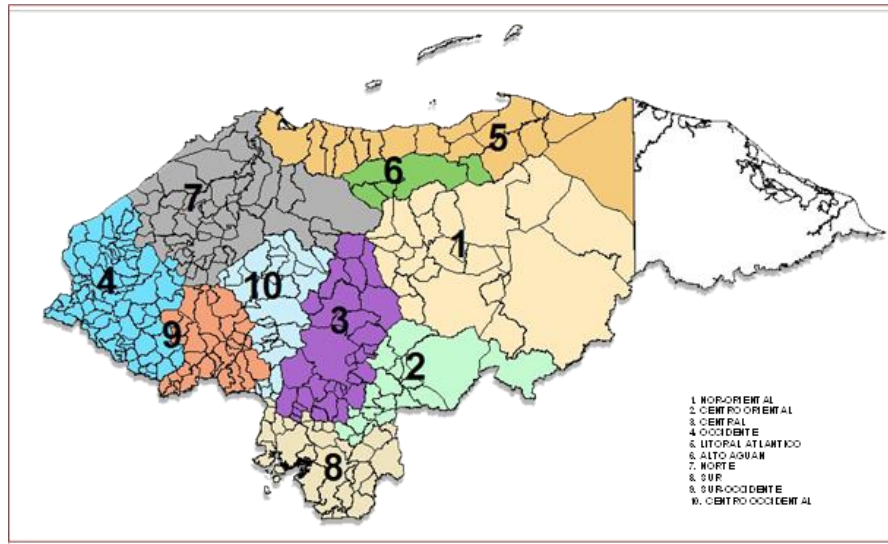 5
6
7
1
4
10
3
9
2
8
1. NOR-ORIENTAL
2. CENTRO ORIENTAL
3. CENTRAL
4. OCCIDENTE
5. LITORAL ATLANTICO
6. ALTO AGUAN
7. NORTE
8. SUR
9. SUR-OCCIDENTE
10. CENTRO OCCIDENTAL